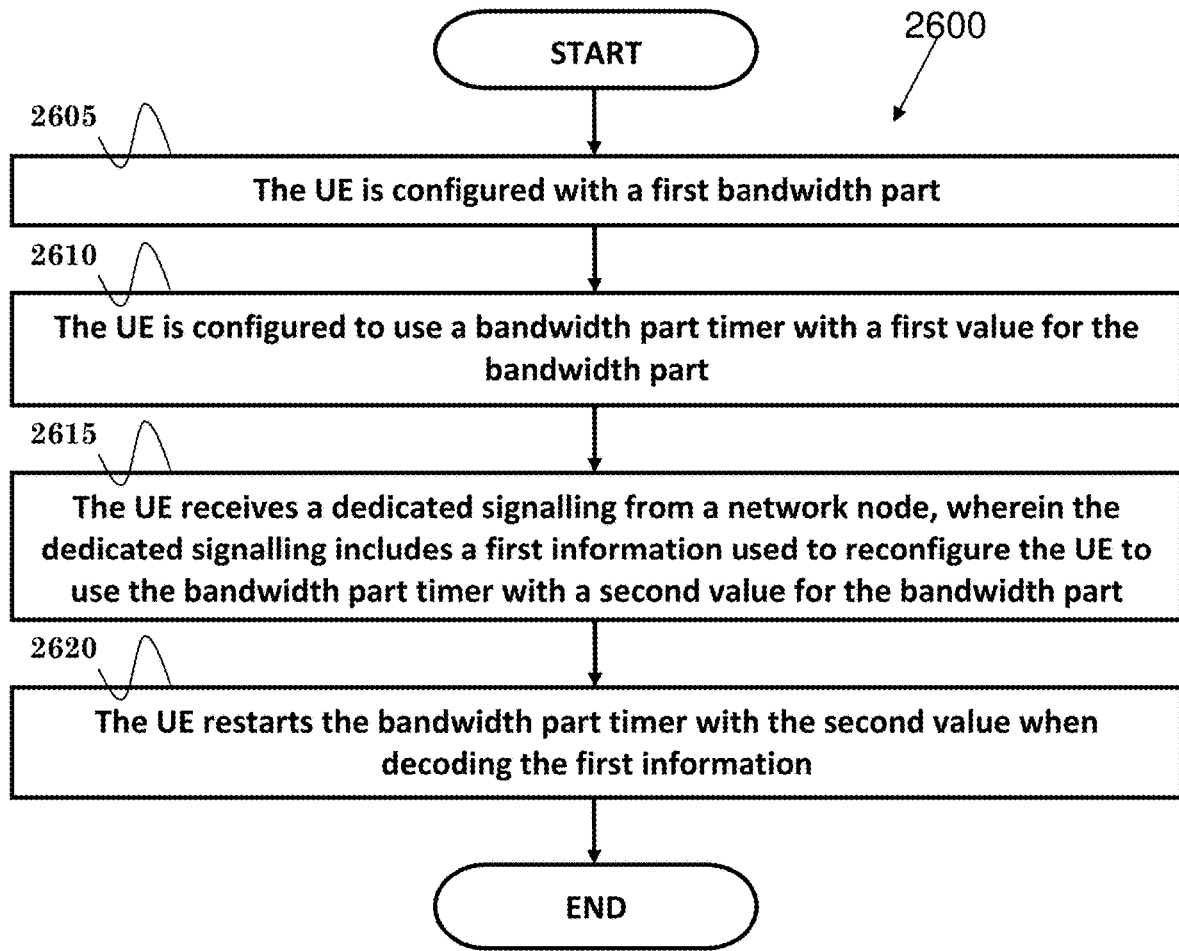 START
2600
2605
The UE is configured with a first bandwidth part
2610
The UE is configured to use a bandwidth part timer with a first value for the
bandwidth part
2615
The UE receives a dedicated signalling from a network node, wherein the
dedicated signalling includes a first information used to reconfigure the UE to
use the bandwidth part timer with a second value for the bandwidth part
2620
The UE restarts the bandwidth part timer with the second value when
decoding the first information
END